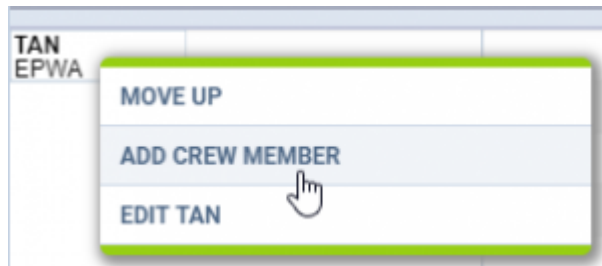 TAN
EPWA
MOVE UP
ADD CREW MEMBER
EDIT TAN